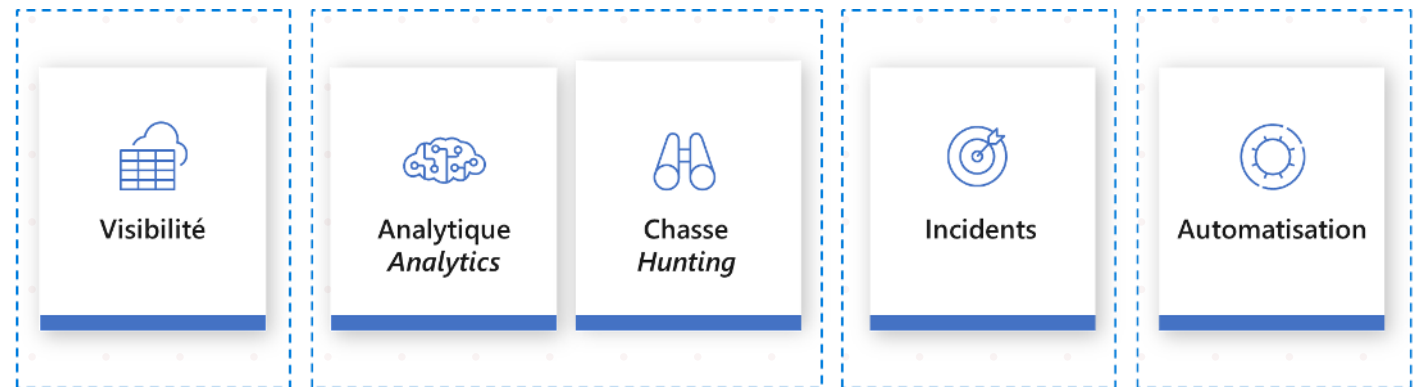 Visibilité
Analytique
Analytics
Chasse
Hunting
Incidents
Automatisation